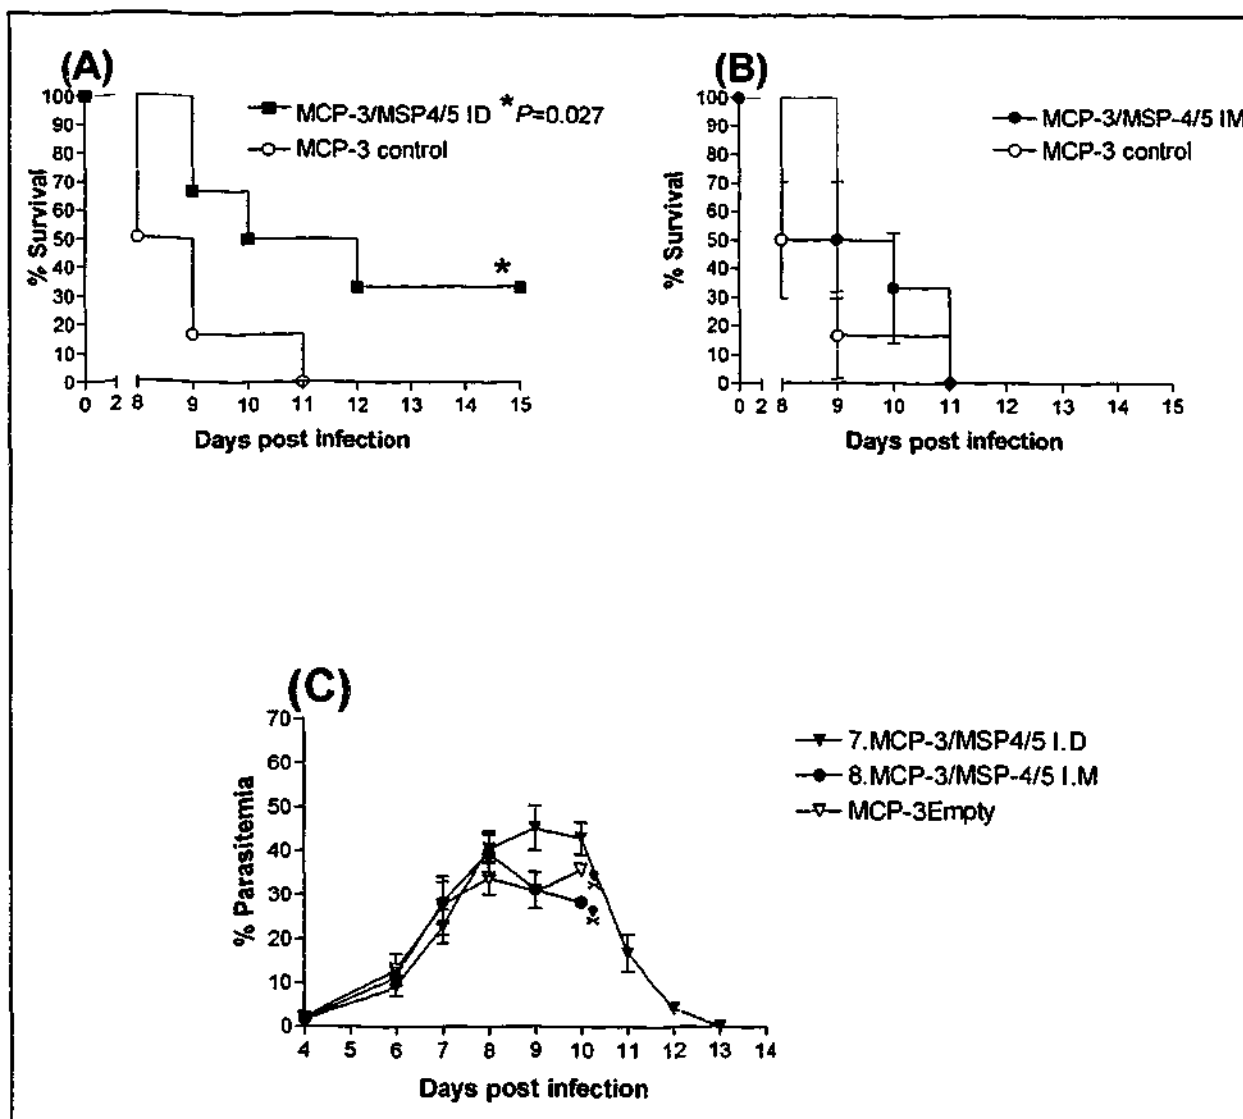 (A)
MCP-3/MSP4/5 ID *P=0.027
MCP-3 control
% Survival
100
90
80
70
60
50
40
30
20
10
0
*
0 2 8 9 10 11 12 13 14 15
Days post infection
(B)
MCP-3/MSP-4/5 IM
MCP-3 control
% Survival
100
90
80
70
60
50
40
30
20
10
0
0 2 8 9 10 11 12 13 14 15
Days post infection
(C)
7.MCP-3/MSP4/5 I.D
8.MCP-3/MSP-4/5 I.M
MCP-3Empty
% Parasitemia
70
60
50
40
30
20
10
0
4 5 6 7 8 9 10 11 12 13 14
Days post infection